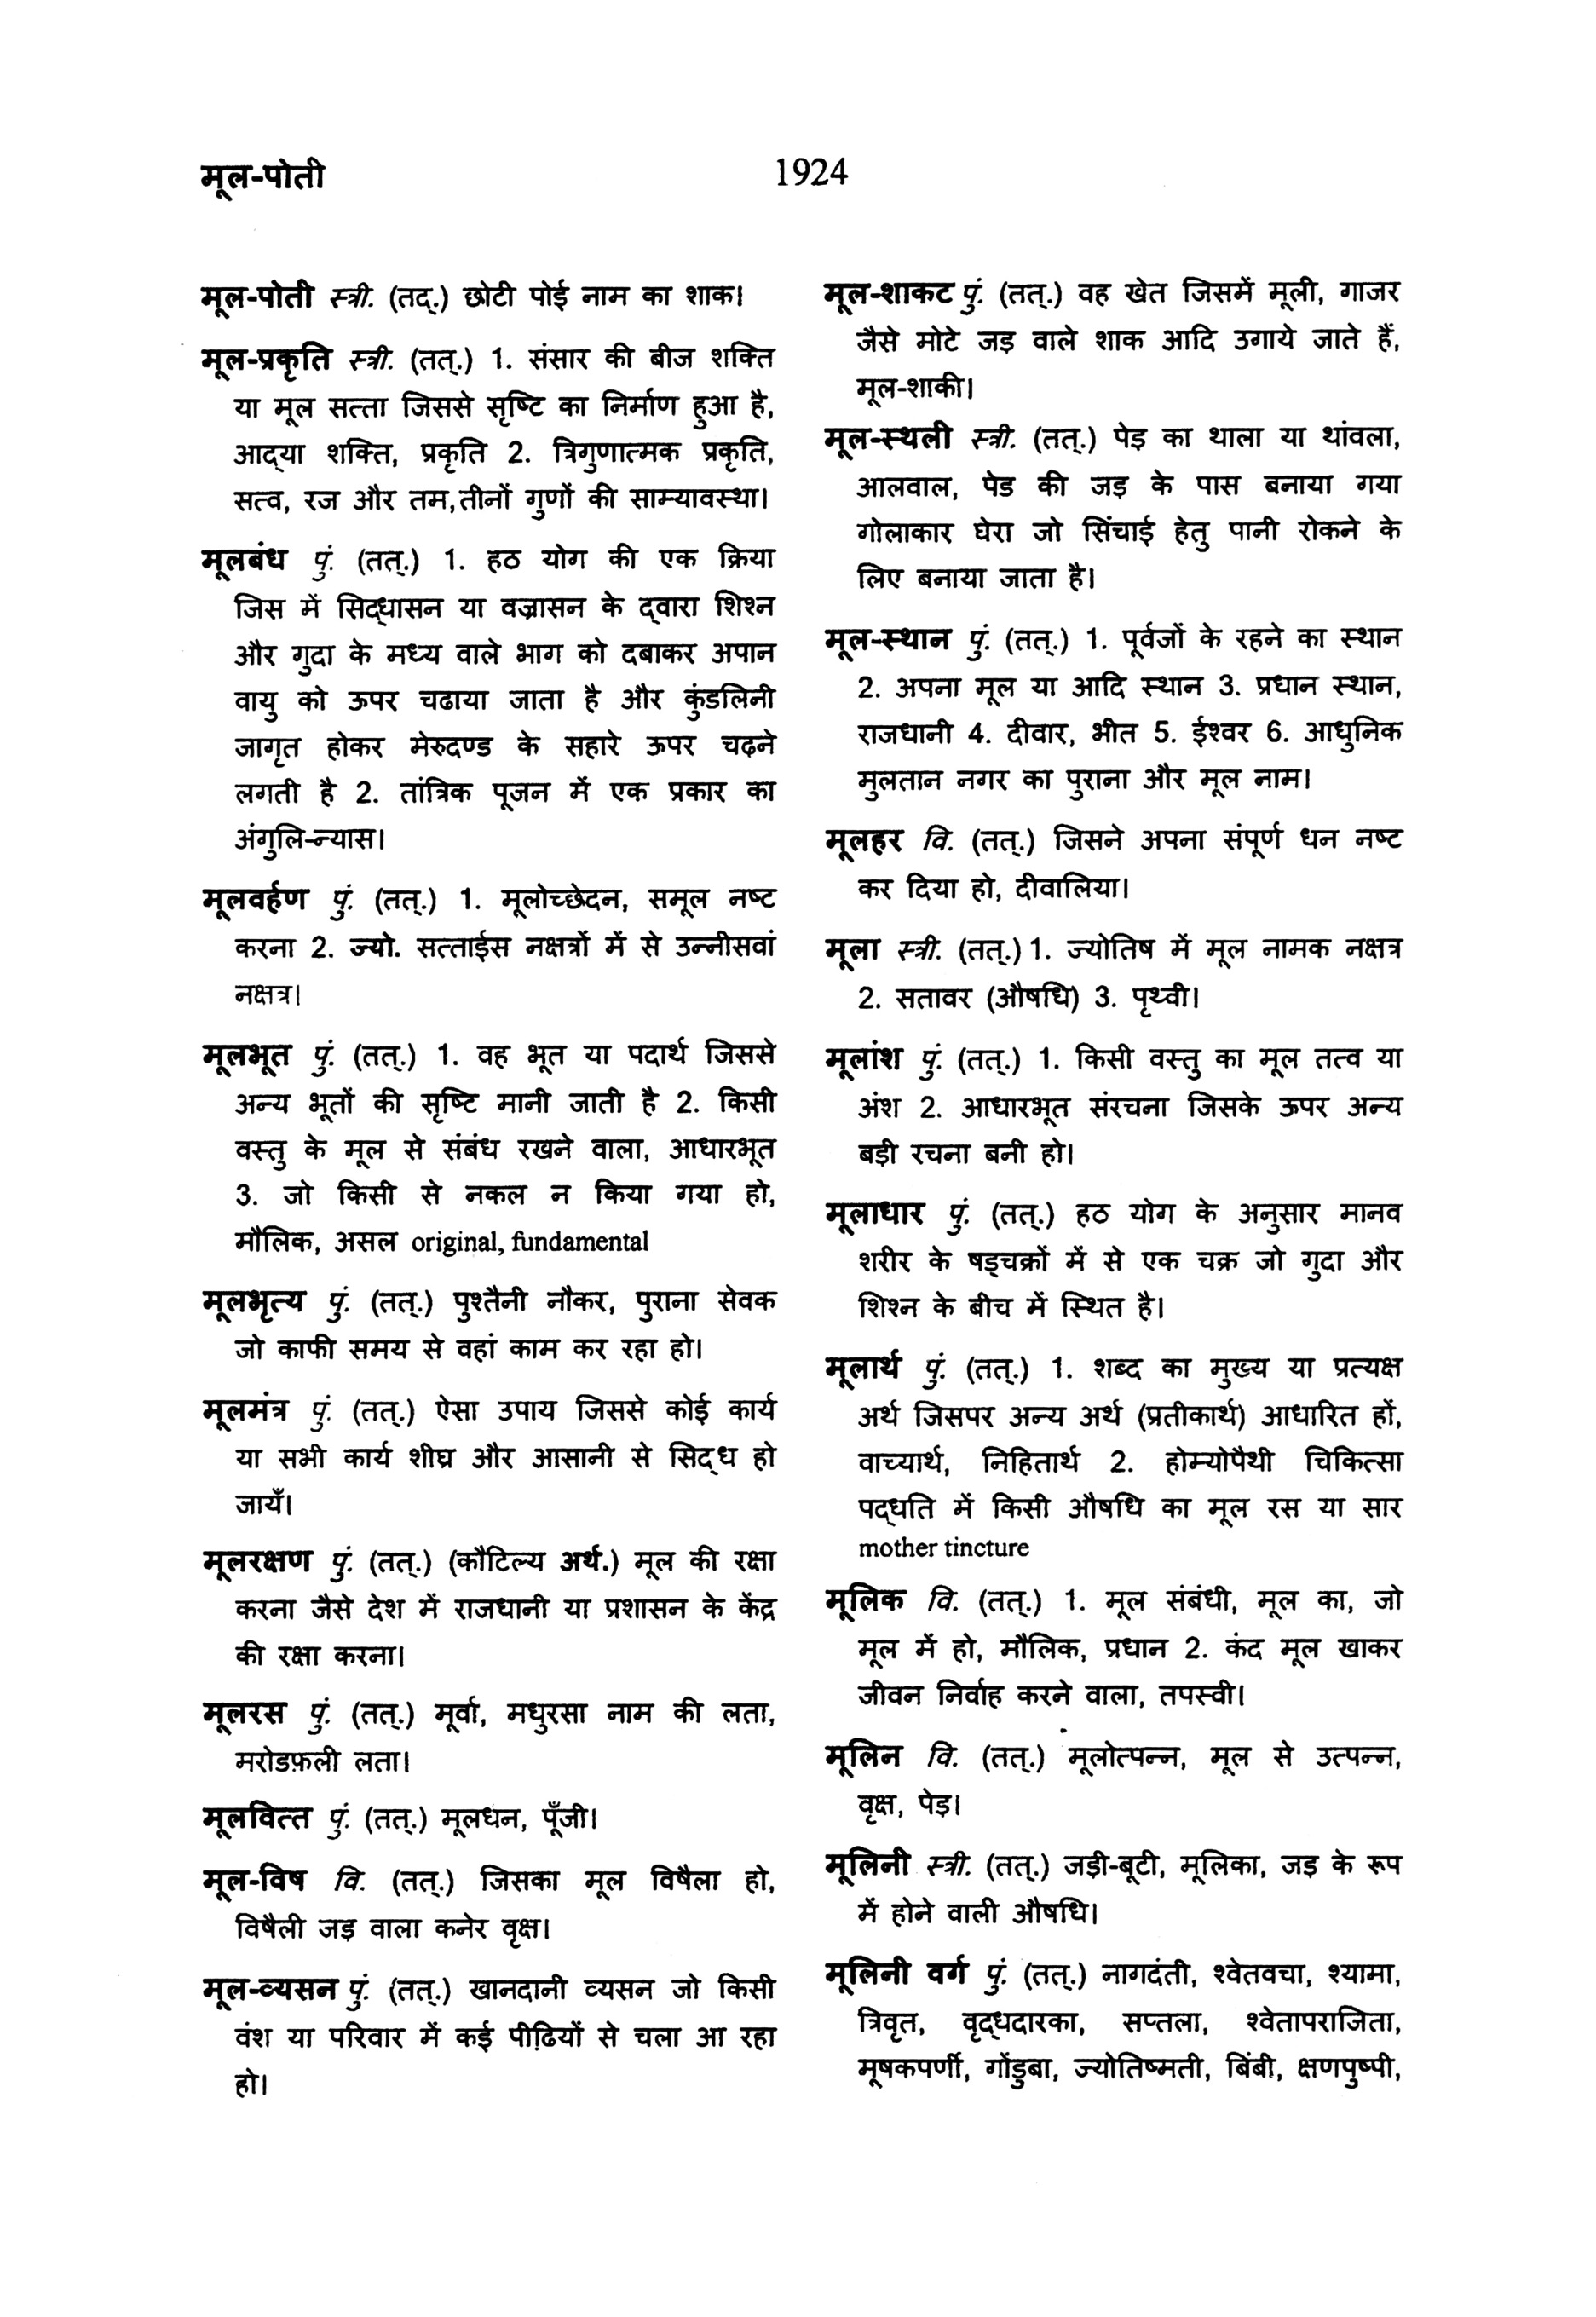 मूल-पोती
1924
मूल-पोती स्त्री. (तद्.) छोटी पोई नाम का शाक।
मूल-प्रकृति स्त्री. (तत्.) 1. संसार की बीज शक्ति
या मूल सत्ता जिससे सृष्टि का निर्माण हुआ है,
आद्या शक्ति, प्रकृति 2. त्रिगुणात्मक प्रकृति,
सत्व, रज और तम,तीनों गुणों की साम्यावस्था।
मूलबंध पुं. (तत्.) 1. हठ योग की एक क्रिया
जिस में सिद्धासन या वज्रासन के द्वारा शिश्न
और गुदा के मध्य वाले भाग को दबाकर अपान
वायु को ऊपर चढाया जाता है और कुंडलिनी
जागृत होकर मेरुदण्ड के सहारे ऊपर चढ़ने
लगती है 2. तांत्रिक पूजन में एक प्रकार का
अंगुलि-न्यास।
मूलवर्हण पुं. (तत्.) 1. मूलोच्छेदन, समूल नष्ट
करना 2. ज्यो. सत्ताईस नक्षत्रों में से उन्नीसवां
नक्षत्र।
मूलभूत पुं. (तत्.) 1. वह भूत या पदार्थ जिससे
अन्य भूतों की सृष्टि मानी जाती है 2. किसी
वस्तु के मूल से संबंध रखने वाला, आधारभूत
3. जो किसी से नकल न किया गया हो,
मौलिक, असल original, fundamental
मूलभृत्य पुं. (तत्.) पुश्तैनी नौकर, पुराना सेवक
जो काफी समय से वहां काम कर रहा हो।
मूलमंत्र पुं. (तत्.) ऐसा उपाय जिससे कोई कार्य
या सभी कार्य शीघ्र और आसानी से सिद्ध हो
जायँ।
मूलरक्षण पुं. (तत्.) (कौटिल्य अर्थ.) मूल की रक्षा
करना जैसे देश में राजधानी या प्रशासन के केंद्र
की रक्षा करना।
मूलरस पुं. (तत्.) मूर्वा, मधुरसा नाम की लता,
मरोडफ़ली लता।
मूलवित्त पुं. (तत्.) मूलधन, पूँजी।
मूल-विष वि. (तत्.) जिसका मूल विषैला हो,
विषैली जड़ वाला कनेर वृक्ष।
मूल-व्यसन पुं. (तत्.) खानदानी व्यसन जो किसी
वंश या परिवार में कई पीढ़ियों से चला आ रहा
हो।
मूल-शाकट पुं. (तत्.) वह खेत जिसमें मूली, गाजर
जैसे मोटे जड़ वाले शाक आदि उगाये जाते हैं,
मूल-शाकी।
मूल-स्थली स्त्री. (तत्.) पेड़ का थाला या थांवला,
आलवाल, पेड की जड़ के पास बनाया गया
गोलाकार घेरा जो सिंचाई हेतु पानी रोकने के
लिए बनाया जाता है।
मूल-स्थान पुं. (तत्.) 1. पूर्वजों के रहने का स्थान
2. अपना मूल या आदि स्थान 3. प्रधान स्थान,
राजधानी 4. दीवार, भीत 5. ईश्वर 6. आधुनिक
मुलतान नगर का पुराना और मूल नाम।
मूलहर वि. (तत्.) जिसने अपना संपूर्ण धन नष्ट
कर दिया हो, दीवालिया।
मूला स्त्री. (तत्.) 1. ज्योतिष में मूल नामक नक्षत्र
2. सतावर (औषधि) 3. पृथ्वी।
मूलांश पुं. (तत्.) 1. किसी वस्तु का मूल तत्व या
अंश 2. आधारभूत संरचना जिसके ऊपर अन्य
बड़ी रचना बनी हो।
मूलाधार पुं. (तत्.) हठ योग के अनुसार मानव
शरीर के षड्चक्रों में से एक चक्र जो गुदा और
शिश्न के बीच में स्थित है।
मूलार्थ पुं. (तत्.) 1. शब्द का मुख्य या प्रत्यक्ष
अर्थ जिसपर अन्य अर्थ (प्रतीकार्थ) आधारित हों,
वाच्यार्थ, निहितार्थ 2. होम्योपैथी चिकित्सा
पद्धति में किसी औषधि का मूल रस या सार
mother tincture
मूलिक वि. (तत्.) 1. मूल संबंधी, मूल का, जो
मूल में हो, मौलिक, प्रधान 2. कंद मूल खाकर
जीवन निर्वाह करने वाला, तपस्वी।
मूलिन वि. (तत्.) मूलोत्पन्न, मूल से उत्पन्न,
वृक्ष, पेड़।
मूलिनी स्त्री. (तत्.) जड़ी-बूटी, मूलिका, जड़ के रूप
में होने वाली औषधि।
मूलिनी वर्ग पुं. (तत्.) नागदंती, श्वेतवचा, श्यामा,
त्रिवृत, वृद्धदारका, सप्तला, श्वेतापराजिता,
मूषकपर्णी, गोंडुबा, ज्योतिष्मती, बिंबी, क्षणपुष्पी,